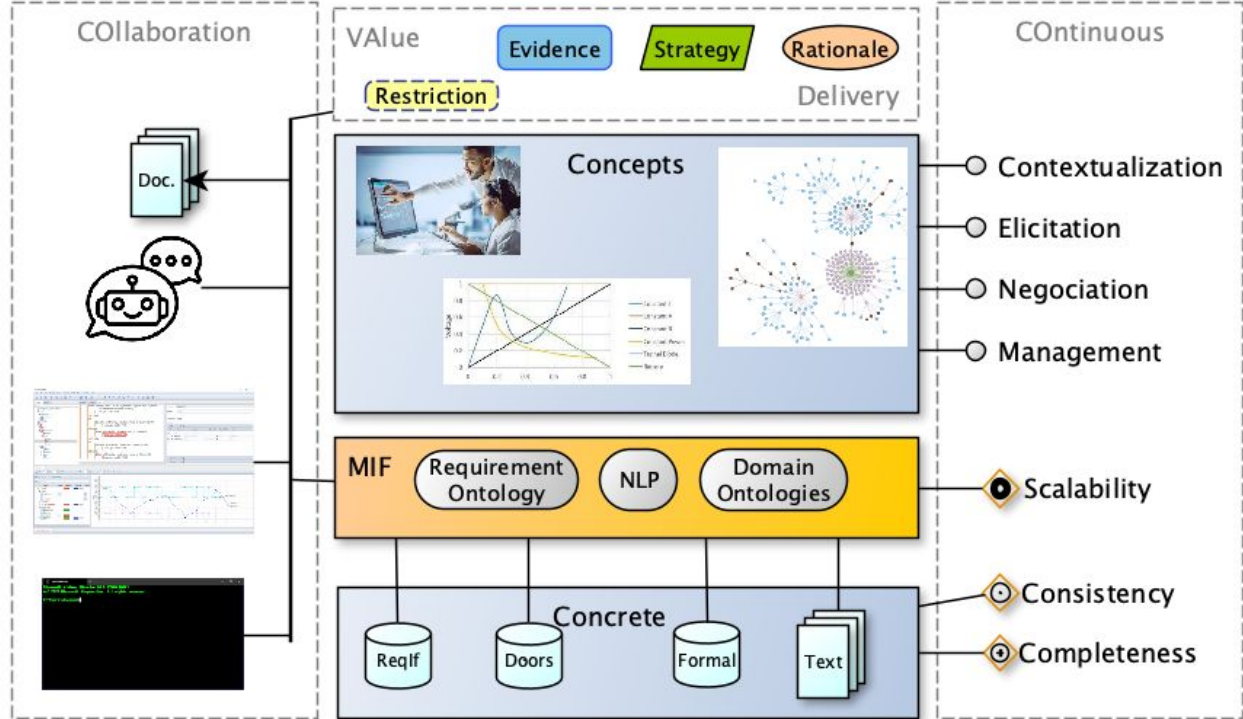 COllaboration
VAlue
Evidence
Strategy
Rationale
COntinuous
Restriction
Delivery
Doc.
Concepts
Contextualization
Elicitation
Negociation
Management
Voltage
MIF
Requirement
Ontology
NLP
Domain
Ontologies
Scalability
Concrete
Consistency
Completeness
ReqIf
Doors
Formal
Text